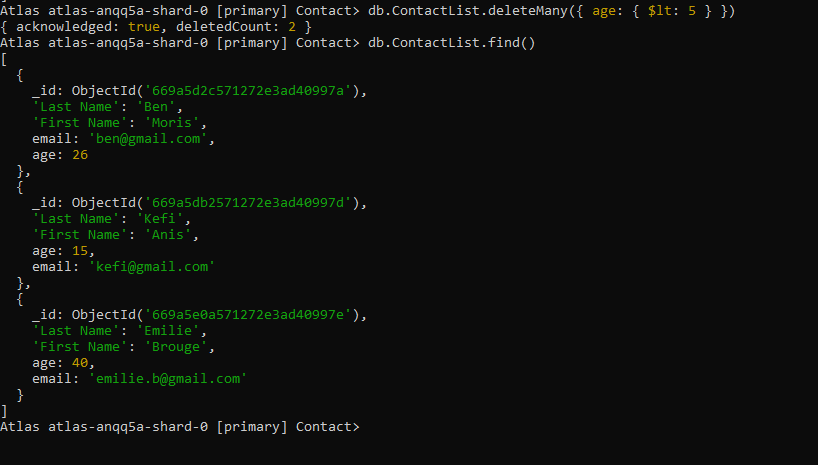 Atlas atlas-anqq5a-shard-0 [primary] Contact> db.ContactList.deleteMany({ age: { $lt: 5 } })
{ acknowledged: true, deletedCount: 2 }
Atlas atlas-anqq5a-shard-0 [primary] Contact> db.ContactList.find()
[
  {
    _id: ObjectId('669a5d2c571272e3ad40997a'),
    'Last Name': 'Ben',
    'First Name': 'Moris',
    email: 'ben@gmail.com',
    age: 26
  },
  {
    _id: ObjectId('669a5db2571272e3ad40997d'),
    'Last Name': 'Kefi',
    'First Name': 'Anis',
    age: 15,
    email: 'kefi@gmail.com'
  },
  {
    _id: ObjectId('669a5e0a571272e3ad40997e'),
    'Last Name': 'Emilie',
    'First Name': 'Brouge',
    age: 40,
    email: 'emilie.b@gmail.com'
  }
]
Atlas atlas-anqq5a-shard-0 [primary] Contact>